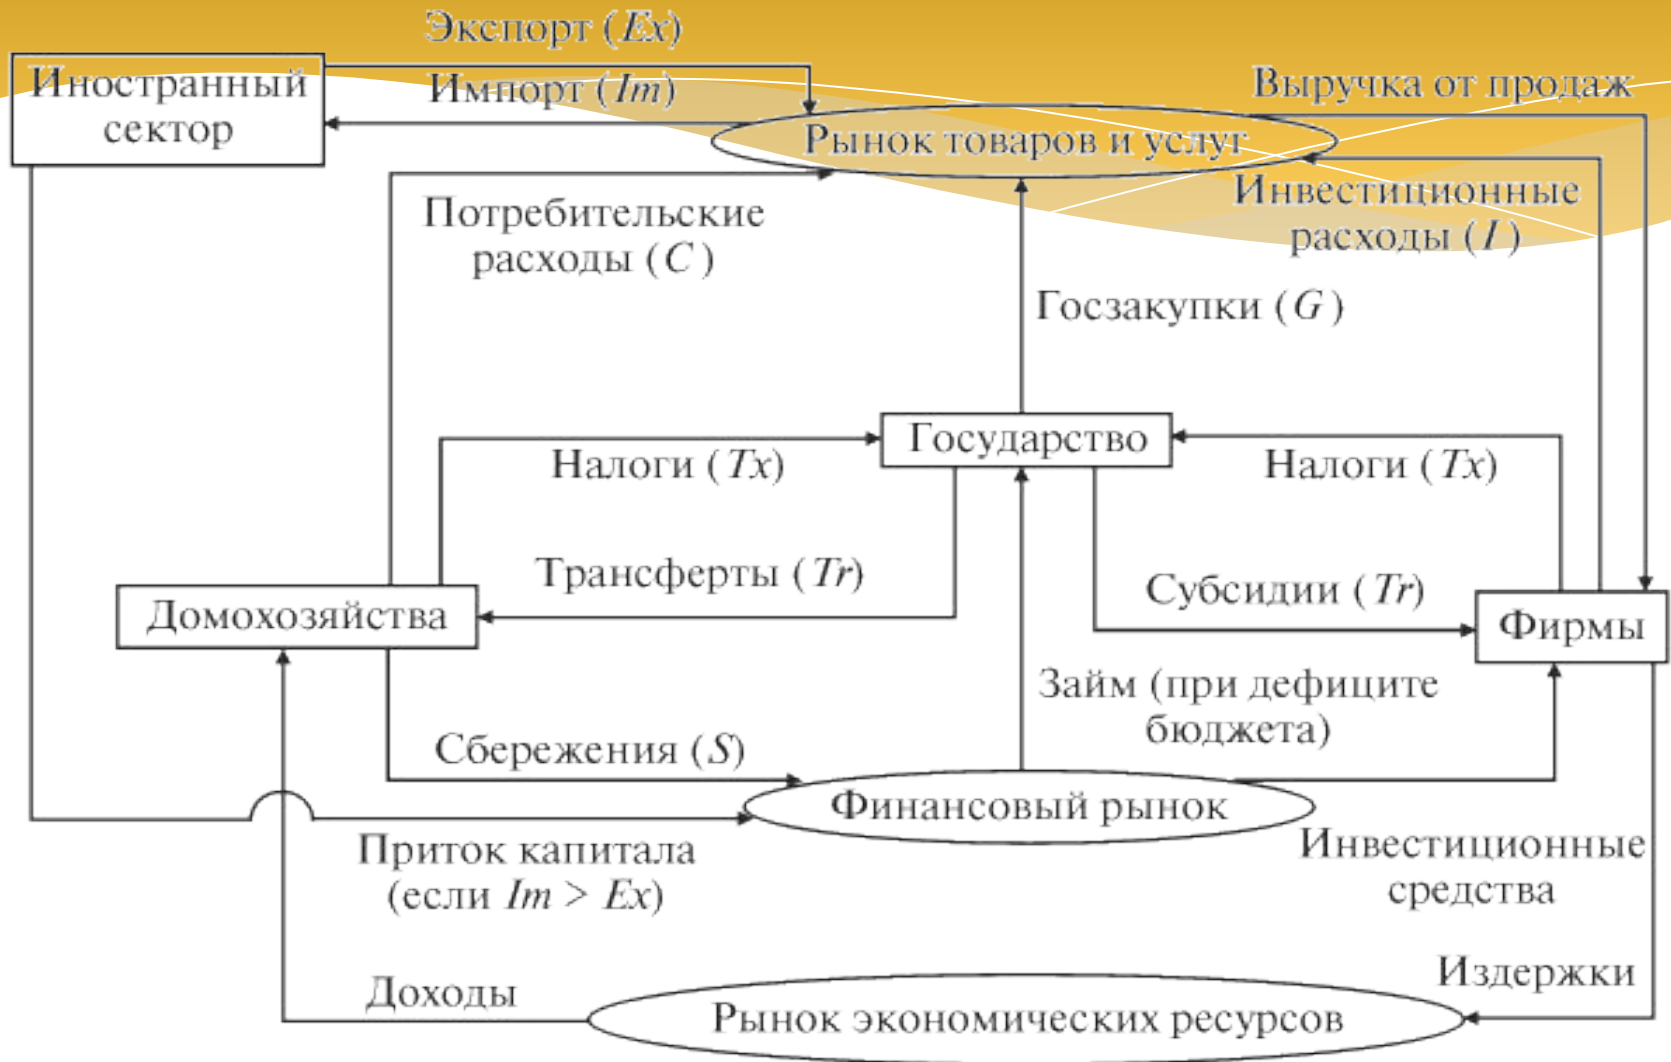 Экспорт (Ex)
Иностранный
сектор
Импорт (Im)
Выручка от продаж
Рынок товаров и услуг
Потребительские
расходы (C)
Инвестиционные
расходы (I)
Госзакупки (G)
Государство
Налоги (Tx)
Налоги (Tx)
Трансферты (Tr)
Субсидии (Tr)
Домохозяйства
Фирмы
Займ (при дефиците
бюджета)
Сбережения (S)
Финансовый рынок
Приток капитала
(если Im > Ex)
Инвестиционные
средства
Издержки
Доходы
Рынок экономических ресурсов